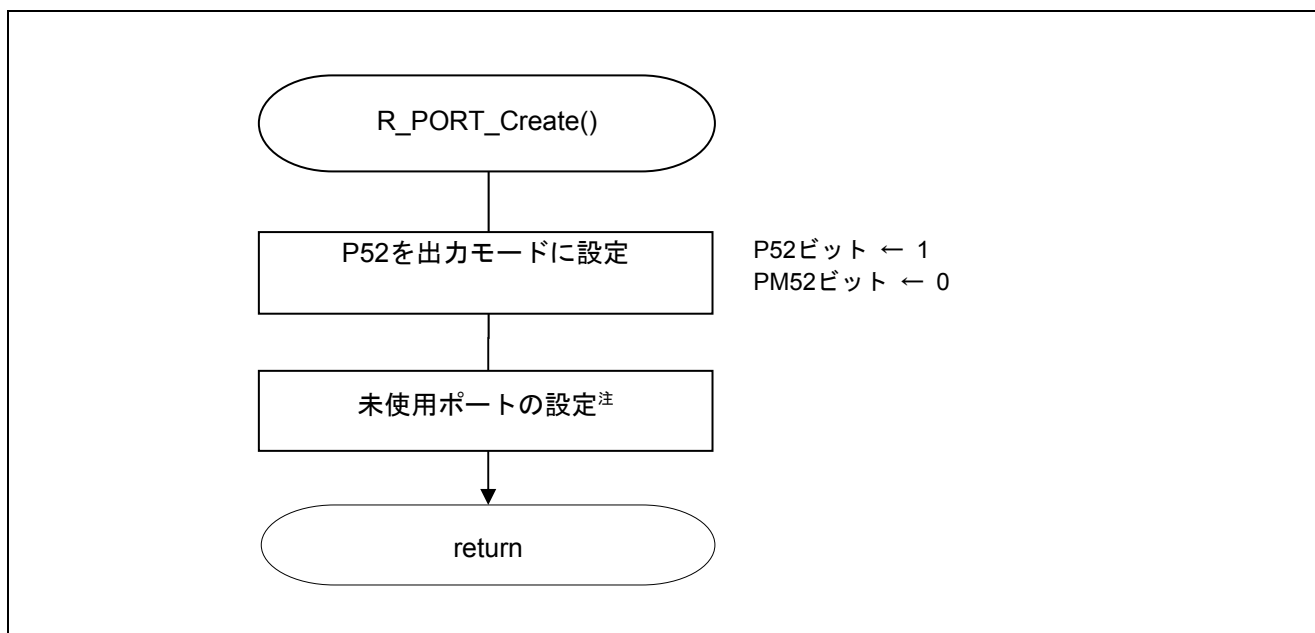 R_PORT_Create()
P52を出力モードに設定
P52ビット ← 1
PM52ビット ← 0
未使用ポートの設定注
return